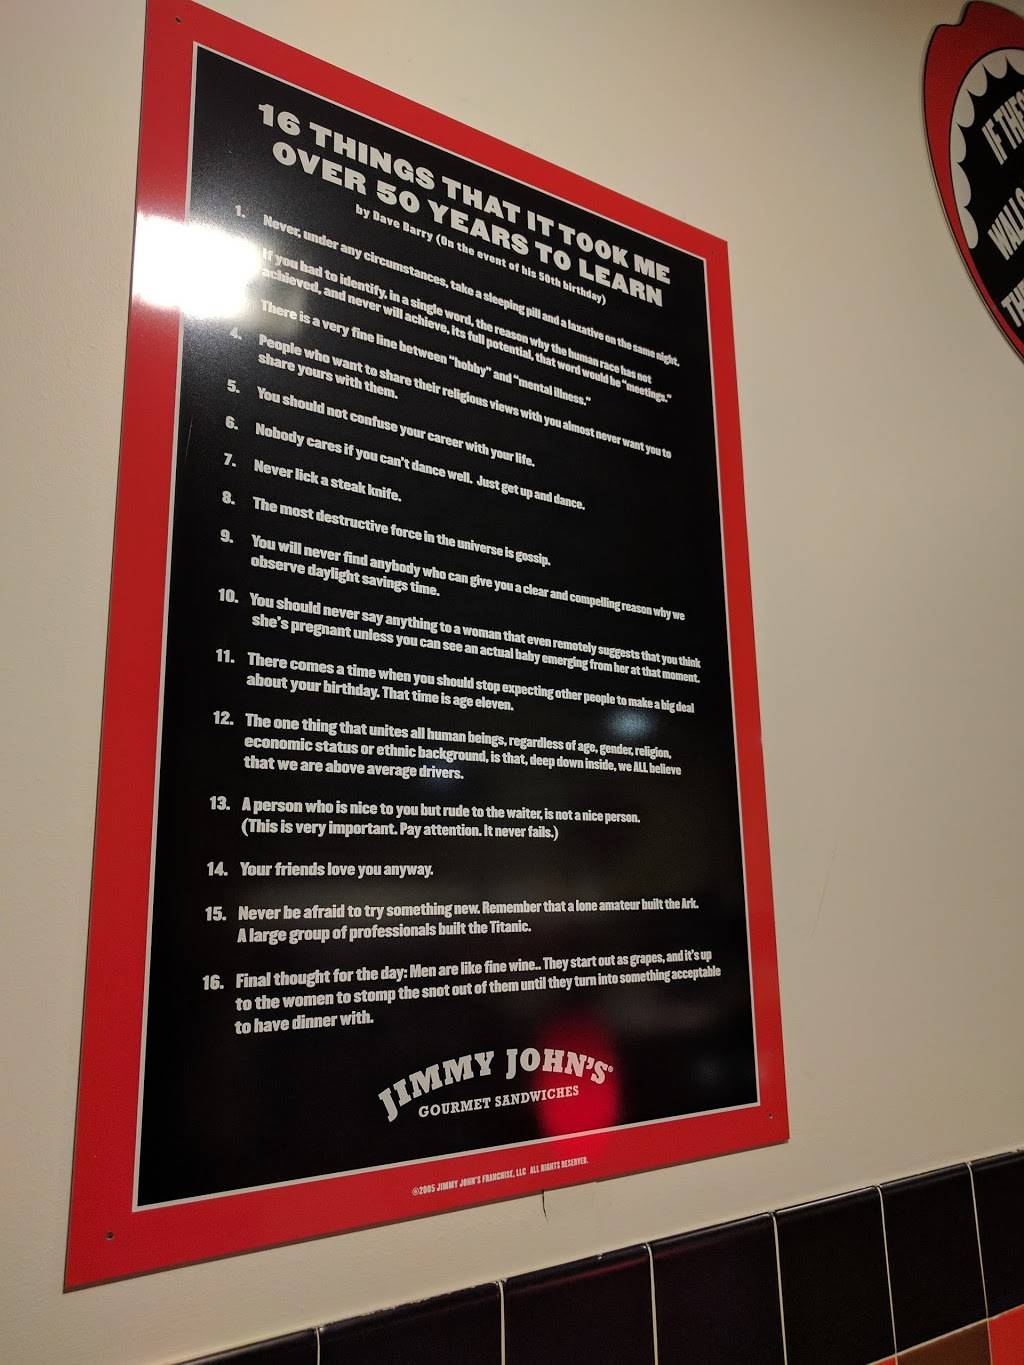 16 THINGS THAT IT TOOK ME
OVER 50 YEARS TO LEARN
by Dave Barry (On the event of his 50th birthday)
1. Never, under any circumstances, take a sleeping pill and a laxative on the same night.
If you had to identify, in a single word, the reason why the human race has not
achieved, and never will achieve, its full potential, that word would be "meetings."
There is a very fine line between "hobby" and "mental illness."
4. People who want to share their religious views with you almost never want you to
share yours with them.
5. You should not confuse your career with your life.
6. Nobody cares if you can't dance well. Just get up and dance.
7. Never lick a steak knife.
8. The most destructive force in the universe is gossip.
9. You will never find anybody who can give you a clear and compelling reason why we
observe daylight savings time.
10. You should never say anything to a woman that even remotely suggests that you think
she's pregnant unless you can see an actual baby emerging from her at that moment.
11. There comes a time when you should stop expecting other people to make a big deal
about your birthday. That time is age eleven.
12. The one thing that unites all human beings, regardless of age, gender, religion,
economic status or ethnic background, is that, deep down inside, we ALL believe
that we are above average drivers.
13. A person who is nice to you but rude to the waiter, is not a nice person.
(This is very important. Pay attention. It never fails.)
14. Your friends love you anyway.
15. Never be afraid to try something new. Remember that a lone amateur built the Ark.
A large group of professionals built the Titanic.
16. Final thought for the day: Men are like fine wine.. They start out as grapes, and it's up
to the women to stomp the snot out of them until they turn into something acceptable
to have dinner with.
JIMMY JOHN'S®
GOURMET SANDWICHES
©2005 JIMMY JOHN'S FRANCHISE, LLC ALL RIGHTS RESERVED.
IF THESE
WALLS